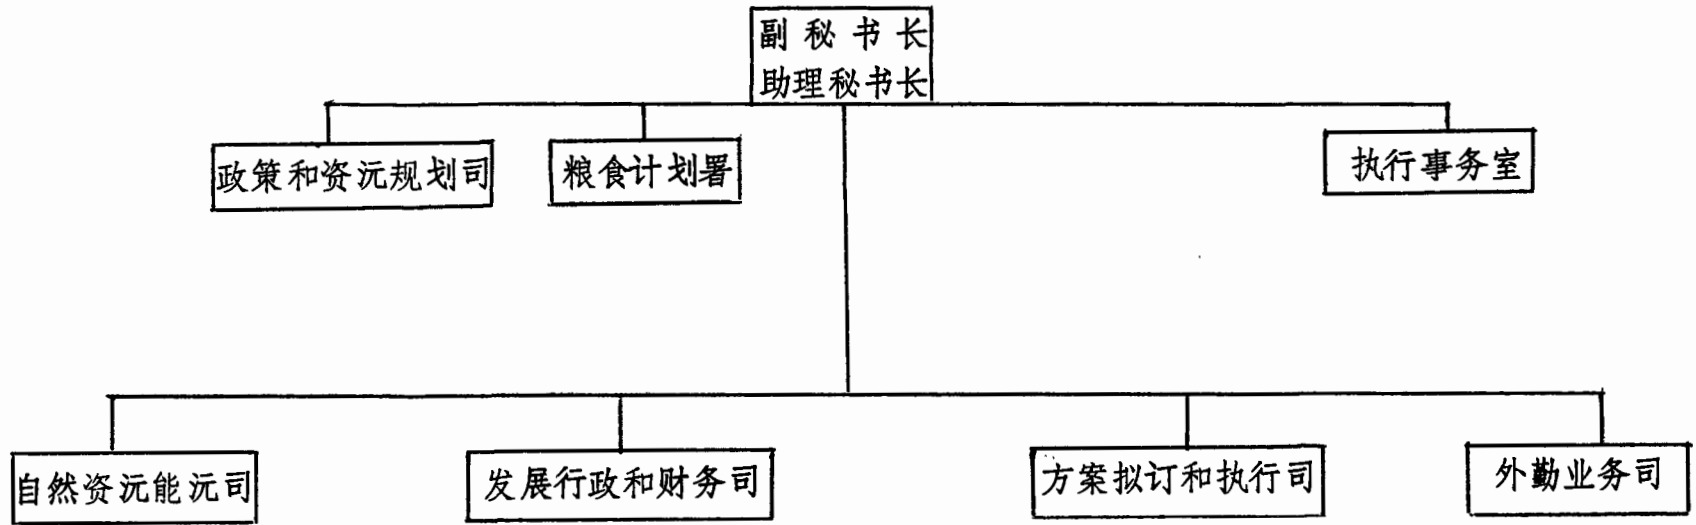 副秘书长
助理秘书长
政策和资沅规划司
粮食计划署
执行事务室
自然资沅能沅司
发展行政和财务司
方案拟订和执行司
外勤业务司